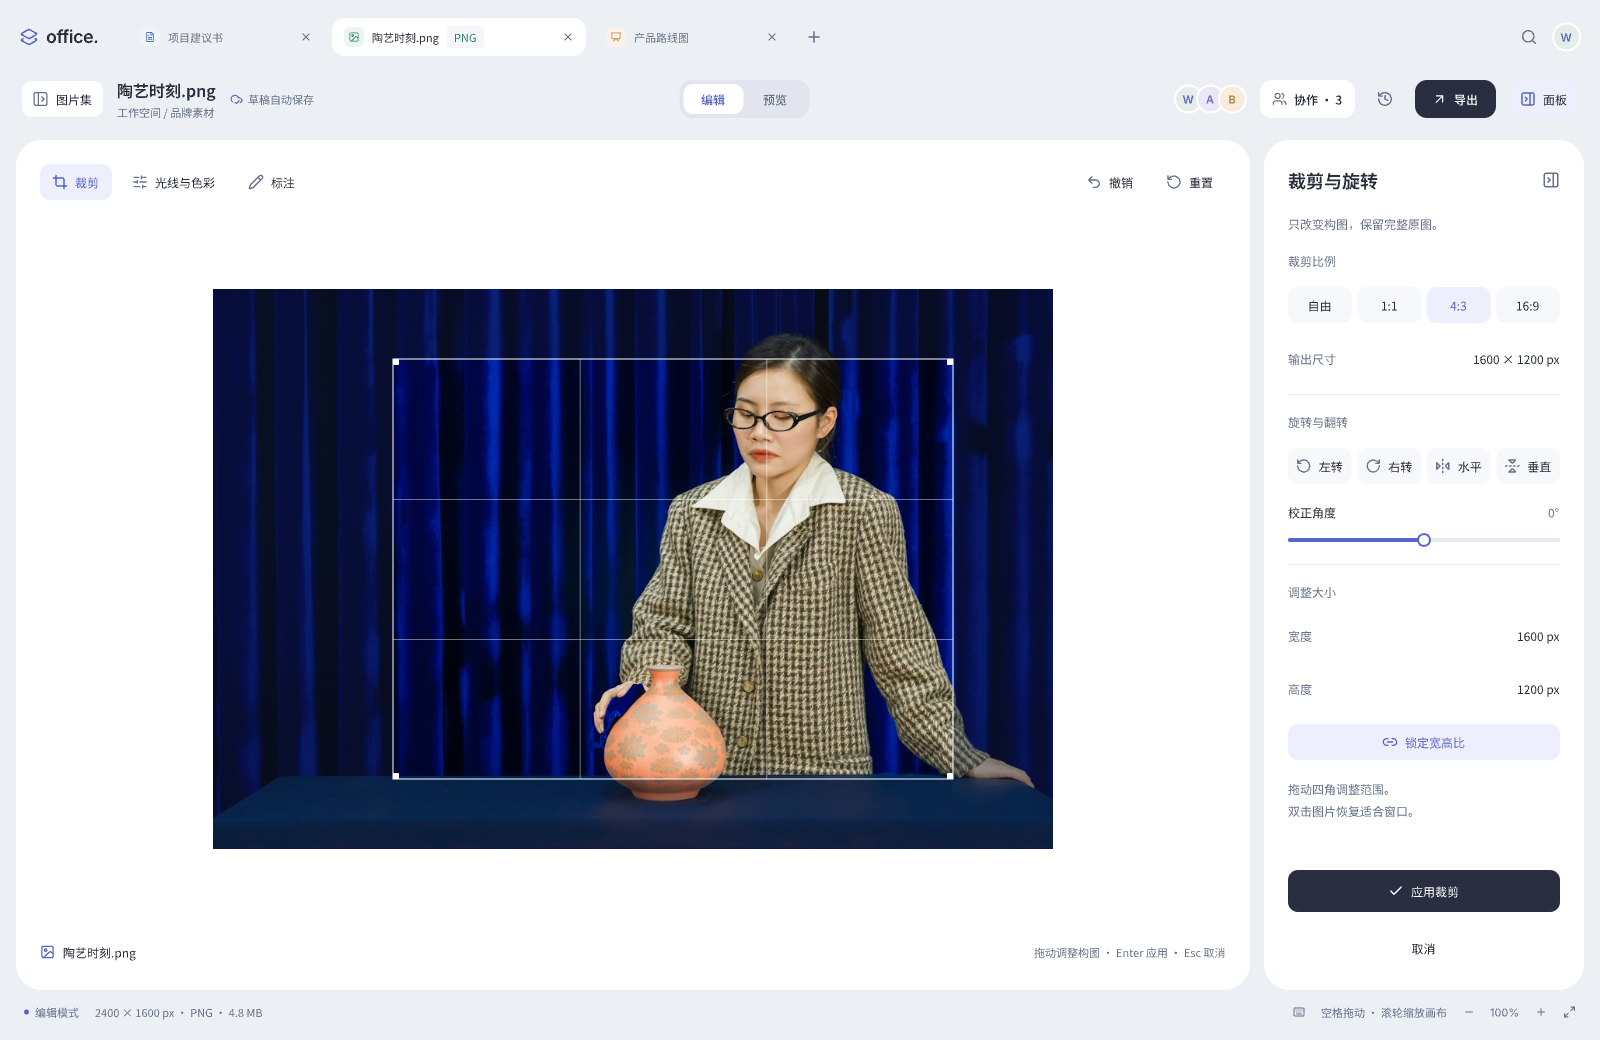 office.
项目建议书
陶艺时刻.png PNG
产品路线图
W
图片集
陶艺时刻.png
工作空间 / 品牌素材
草稿自动保存
编辑
预览
W A B
协作 · 3
导出
面板
裁剪
光线与色彩
标注
撤销
重置
陶艺时刻.png
拖动调整构图 · Enter 应用 · Esc 取消
裁剪与旋转
只改变构图，保留完整原图。
裁剪比例
自由 1:1 4:3 16:9
输出尺寸 1600 × 1200 px
旋转与翻转
左转 右转 水平 垂直
校正角度 0°
调整大小
宽度 1600 px
高度 1200 px
锁定宽高比
拖动四角调整范围。
双击图片恢复适合窗口。
应用裁剪
取消
编辑模式 2400 × 1600 px · PNG · 4.8 MB
空格拖动 · 滚轮缩放画布 100%